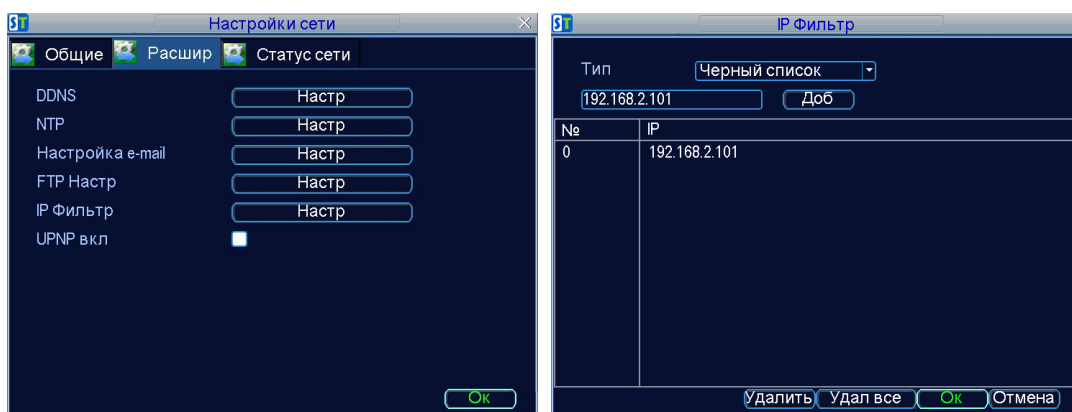 ST Настройки сети
Общие Расшир Статус сети
DDNS Настр
NTP Настр
Настройка e-mail Настр
FTP Настр Настр
IP Фильтр Настр
UPNP вкл
Ок
ST IP Фильтр
Тип Черный список
192.168.2.101 Доб
№ IP
0 192.168.2.101
Удалить Удал все Ок Отмена